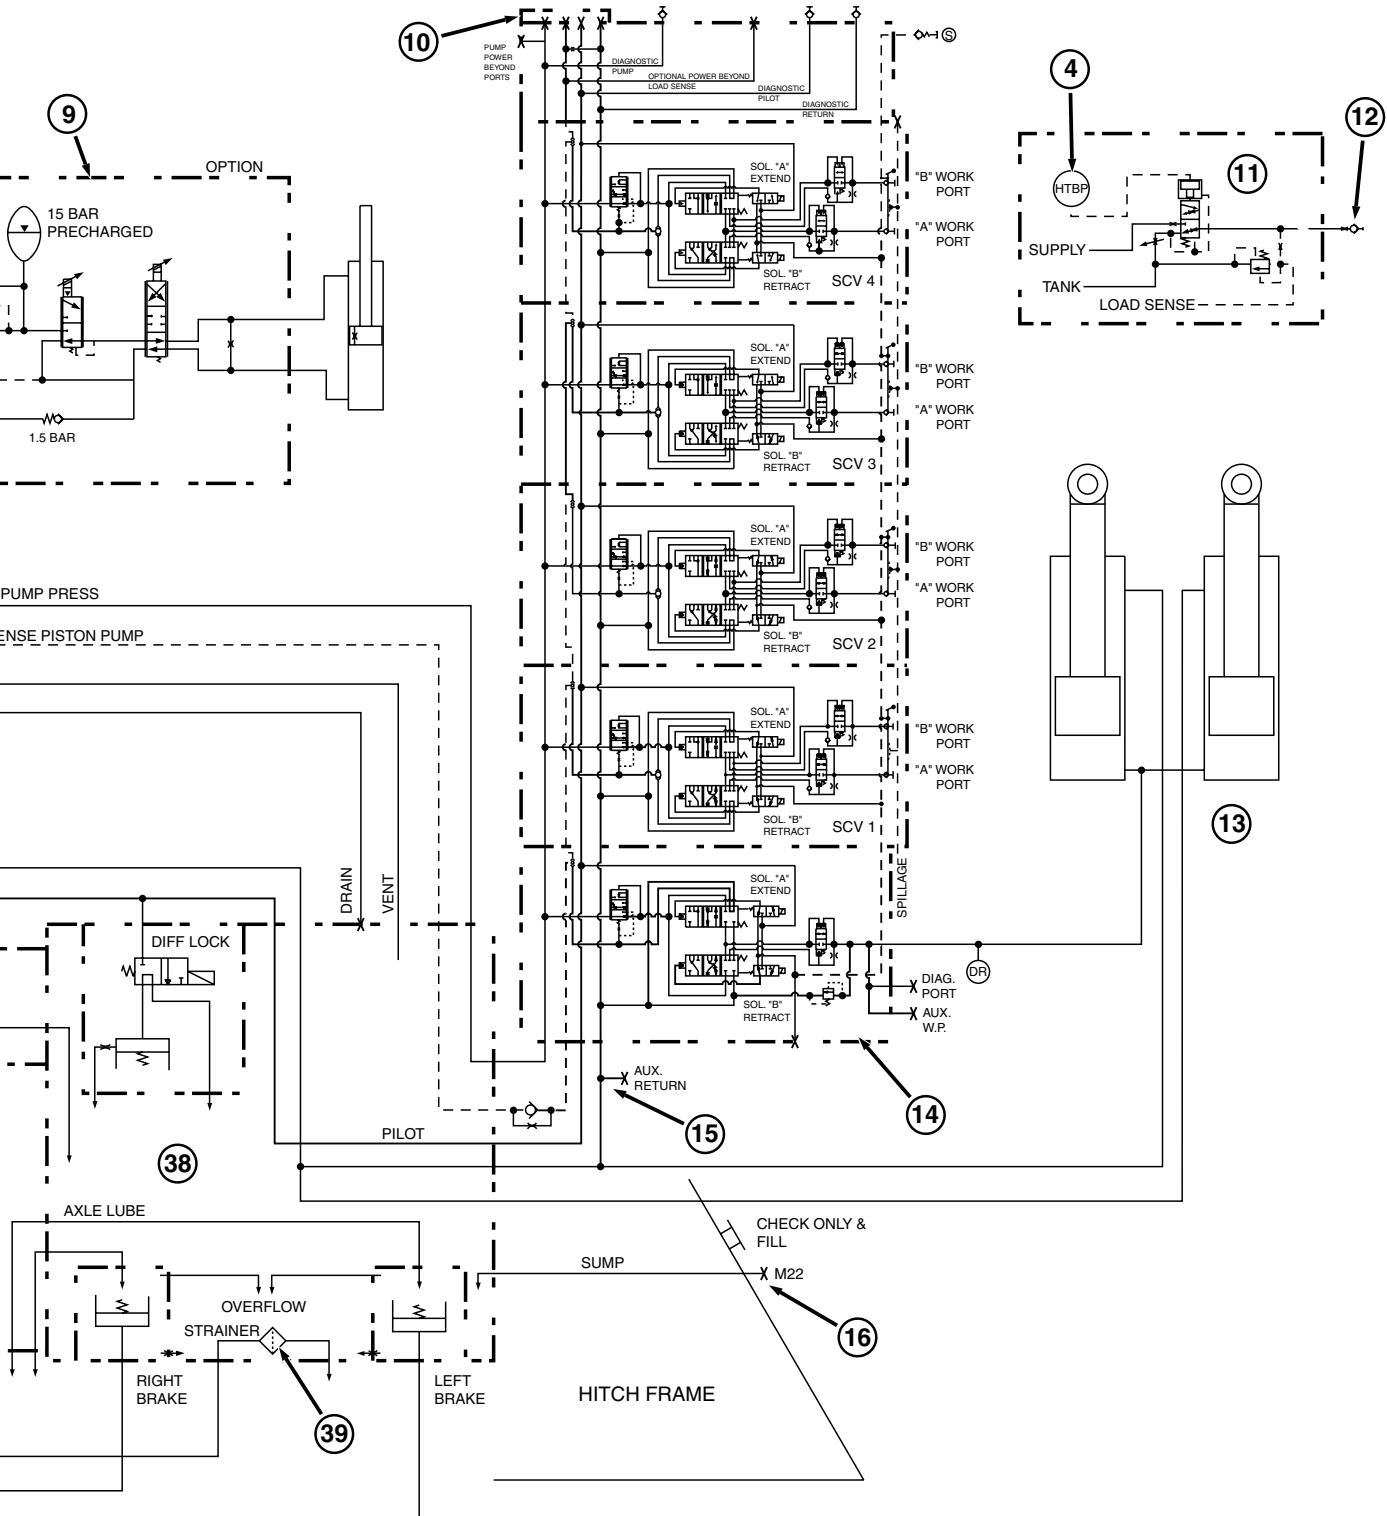 10
PUMP
POWER
BEYOND
PORTS
DIAGNOSTIC
PUMP
OPTIONAL POWER BEYOND
LOAD SENSE
DIAGNOSTIC
PILOT
DIAGNOSTIC
RETURN
S
4
12
11
HTBP
SUPPLY
TANK
LOAD SENSE
9
OPTION
15 BAR
PRECHARGED
1.5 BAR
SOL. "A"
EXTEND
"B" WORK
PORT
"A" WORK
PORT
SOL. "B"
RETRACT
SCV 4
SOL. "A"
EXTEND
"B" WORK
PORT
"A" WORK
PORT
SOL. "B"
RETRACT
SCV 3
SOL. "A"
EXTEND
"B" WORK
PORT
"A" WORK
PORT
SOL. "B"
RETRACT
SCV 2
SOL. "A"
EXTEND
"B" WORK
PORT
"A" WORK
PORT
SOL. "B"
RETRACT
SCV 1
13
PUMP PRESS
ENSE PISTON PUMP
DRAIN
VENT
SPILLAGE
SOL. "A"
EXTEND
SOL. "B"
RETRACT
DR
DIAG.
PORT
AUX.
W.P.
DIFF LOCK
AUX.
RETURN
14
15
PILOT
38
AXLE LUBE
CHECK ONLY &
FILL
SUMP
M22
OVERFLOW
STRAINER
16
RIGHT
BRAKE
LEFT
BRAKE
39
HITCH FRAME